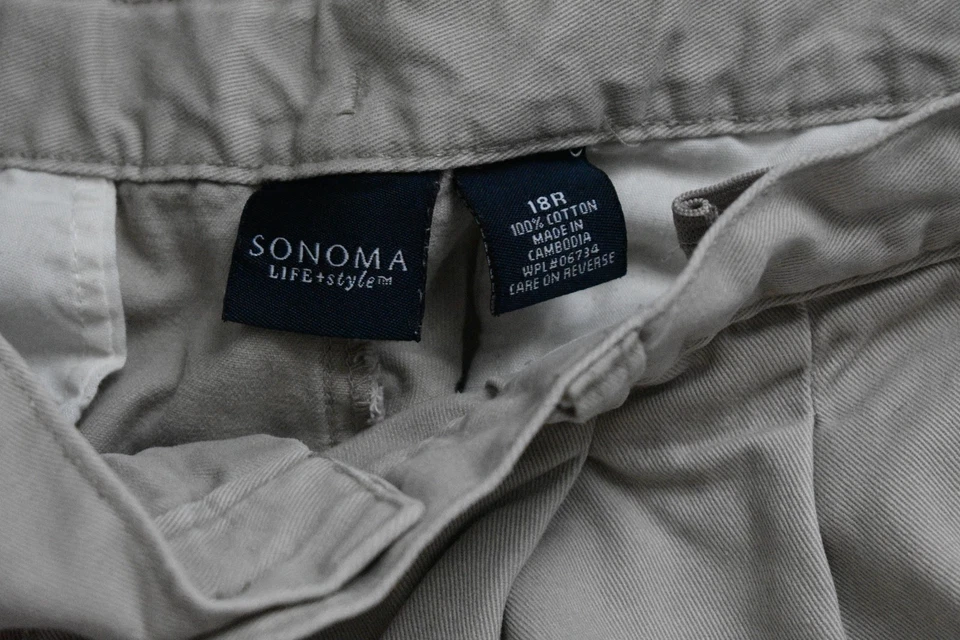 SONOMA
LIFE+style™
18R
100% COTTON
MADE IN
CAMBODIA
WPL#06734
CARE ON REVERSE